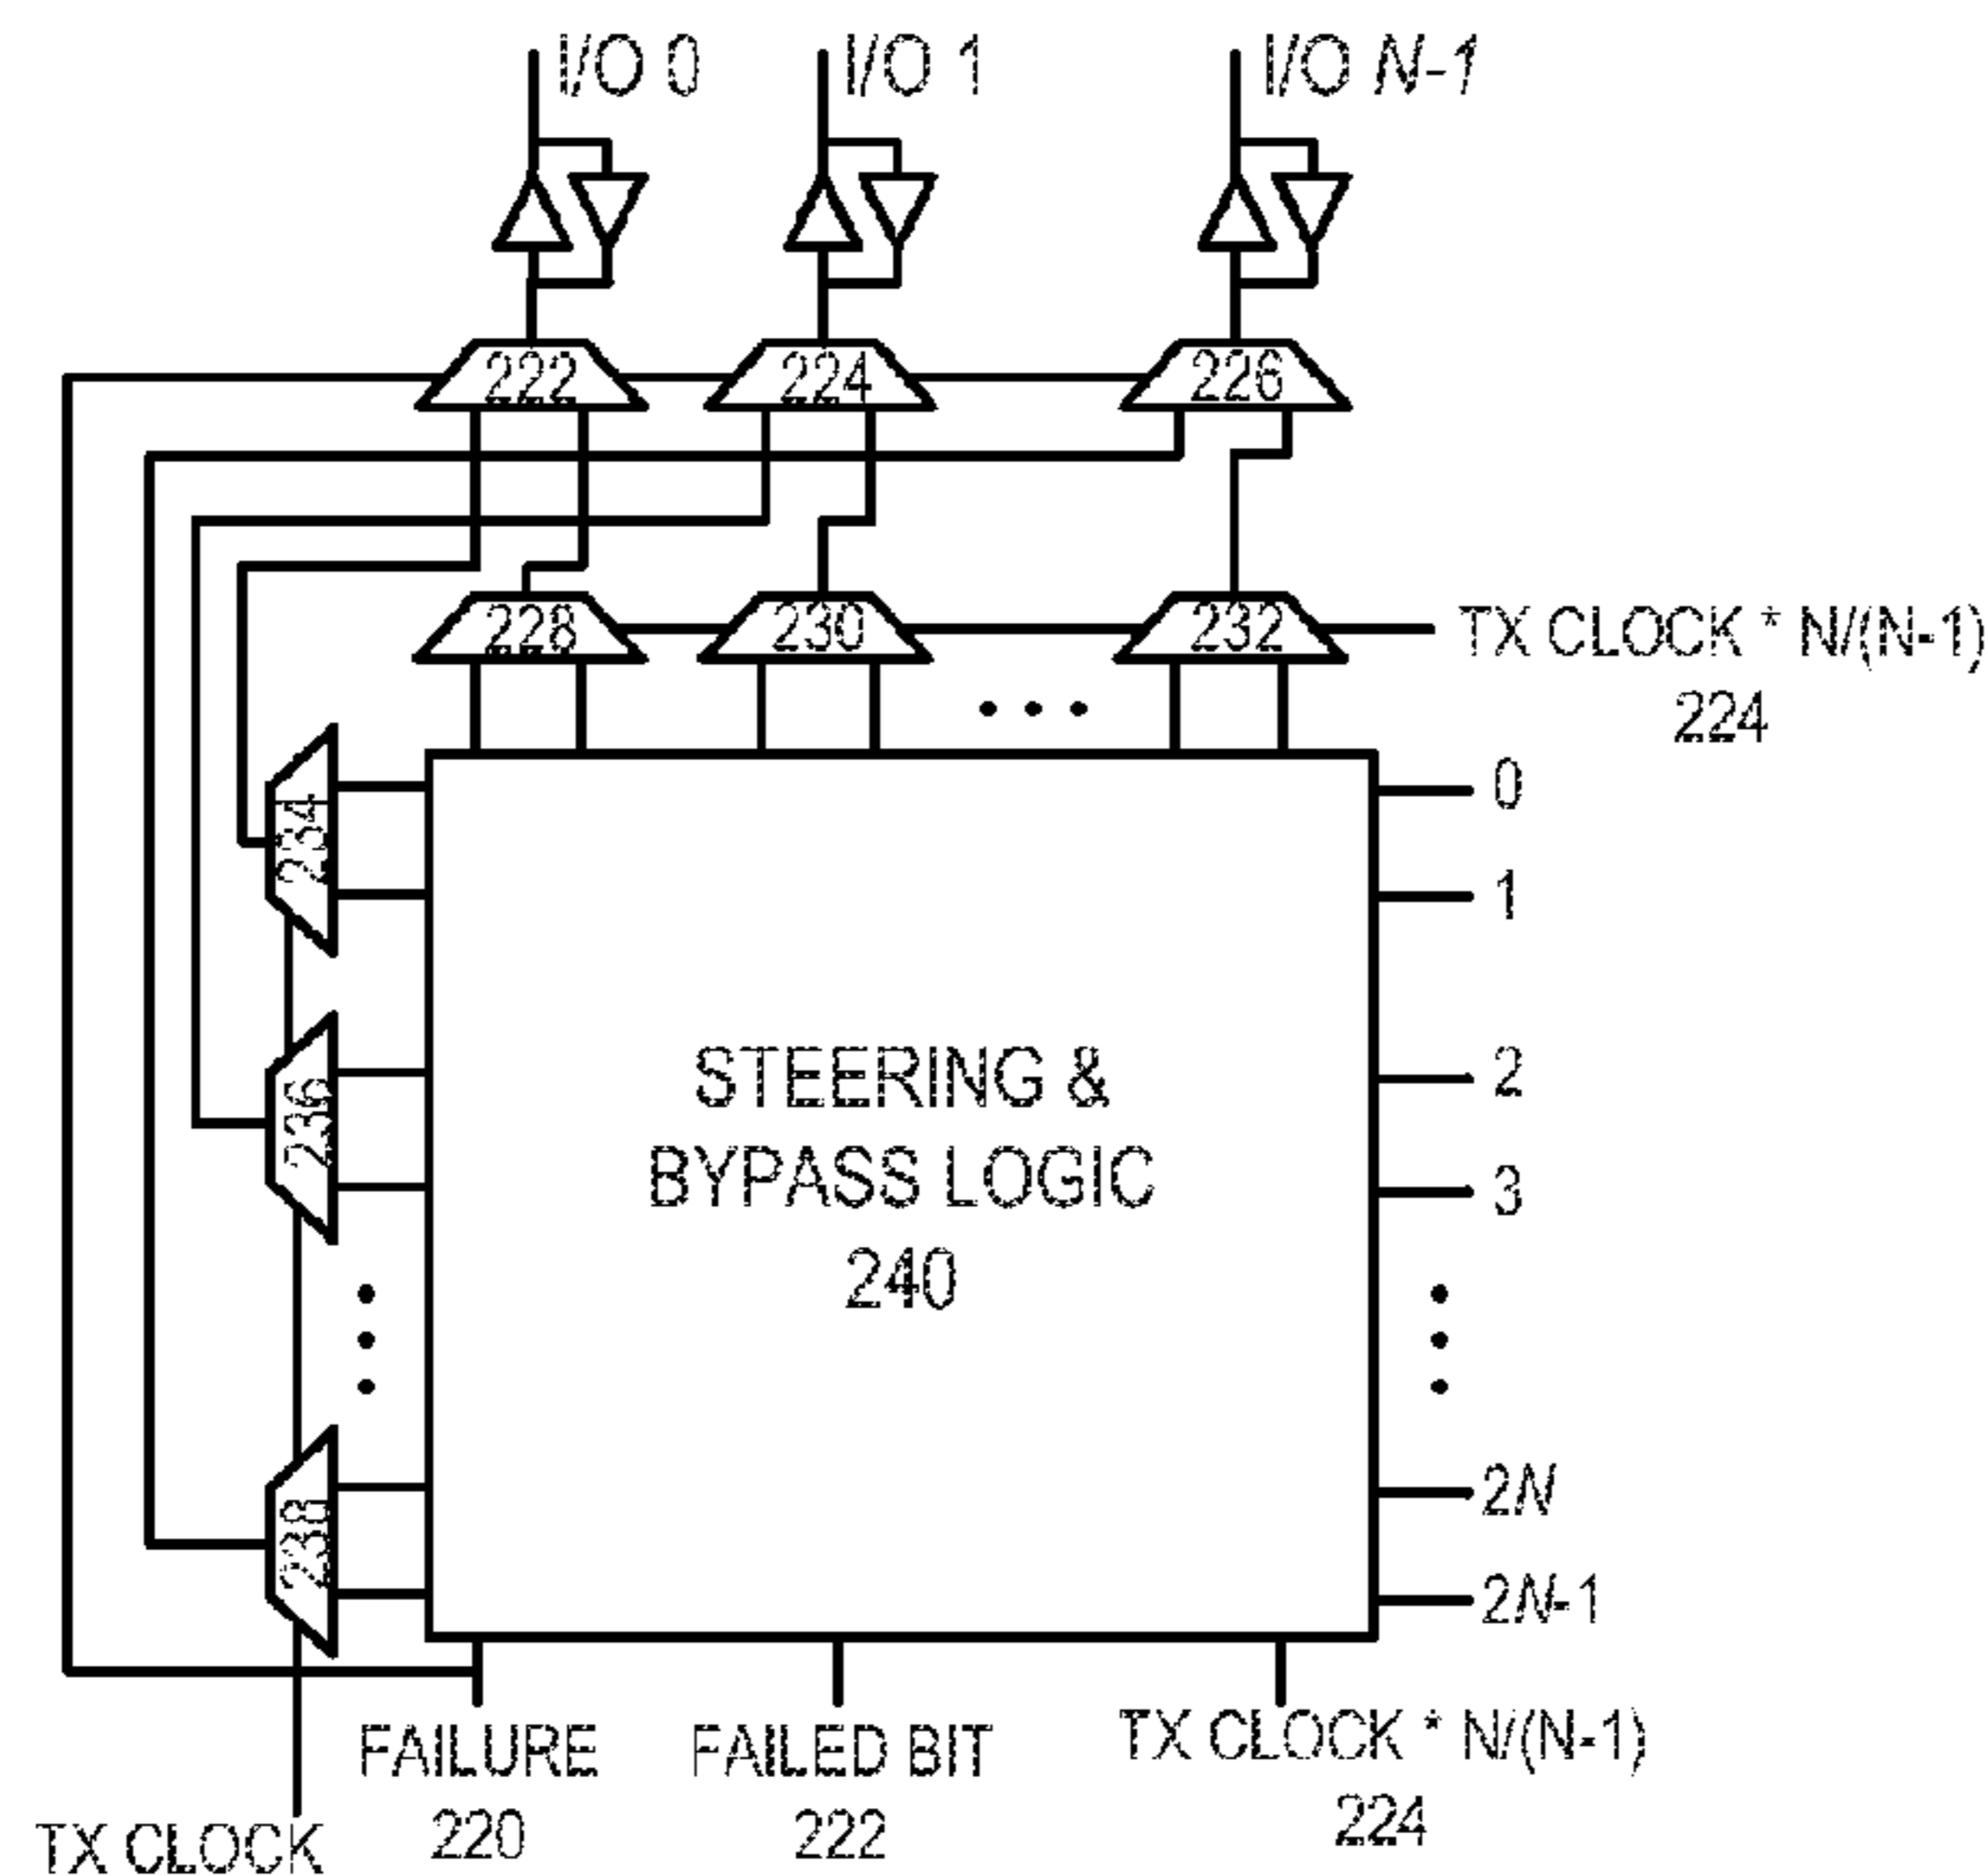 I/O 0
I/O 1
I/O N-1
222
224
226
228
230
232
TX CLOCK * N/(N-1)
224
234
236
238
0
1
2
3
2N
2N-1
STEERING &
BYPASS LOGIC
240
FAILURE
220
FAILED BIT
222
TX CLOCK * N/(N-1)
224
TX CLOCK